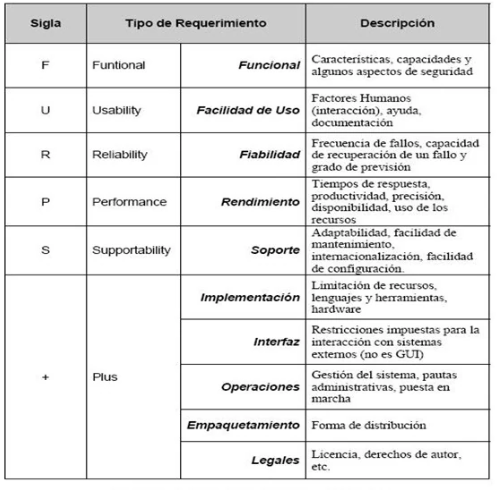 Sigla Tipo de Requerimiento Descripción
F Funtional Funcional Características, capacidades y
algunos aspectos de seguridad
U Usability Facilidad de Uso Factores Humanos
(interacción), ayuda,
documentación
R Reliability Fiabilidad Frecuencia de fallos, capacidad
de recuperación de un fallo y
grado de previsión
P Performance Rendimiento Tiempos de respuesta,
productividad, precisión,
disponibilidad, uso de los
recursos
S Supportability Soporte Adaptabilidad, facilidad de
mantenimiento,
internacionalización, facilidad
de configuración.
+ Plus Implementación Limitación de recursos,
lenguajes y herramientas,
hardware
Interfaz Restricciones impuestas para la
interacción con sistemas
externos (no es GUI)
Operaciones Gestión del sistema, pautas
administrativas, puesta en
marcha
Empaquetamiento Forma de distribución
Legales Licencia, derechos de autor,
etc.